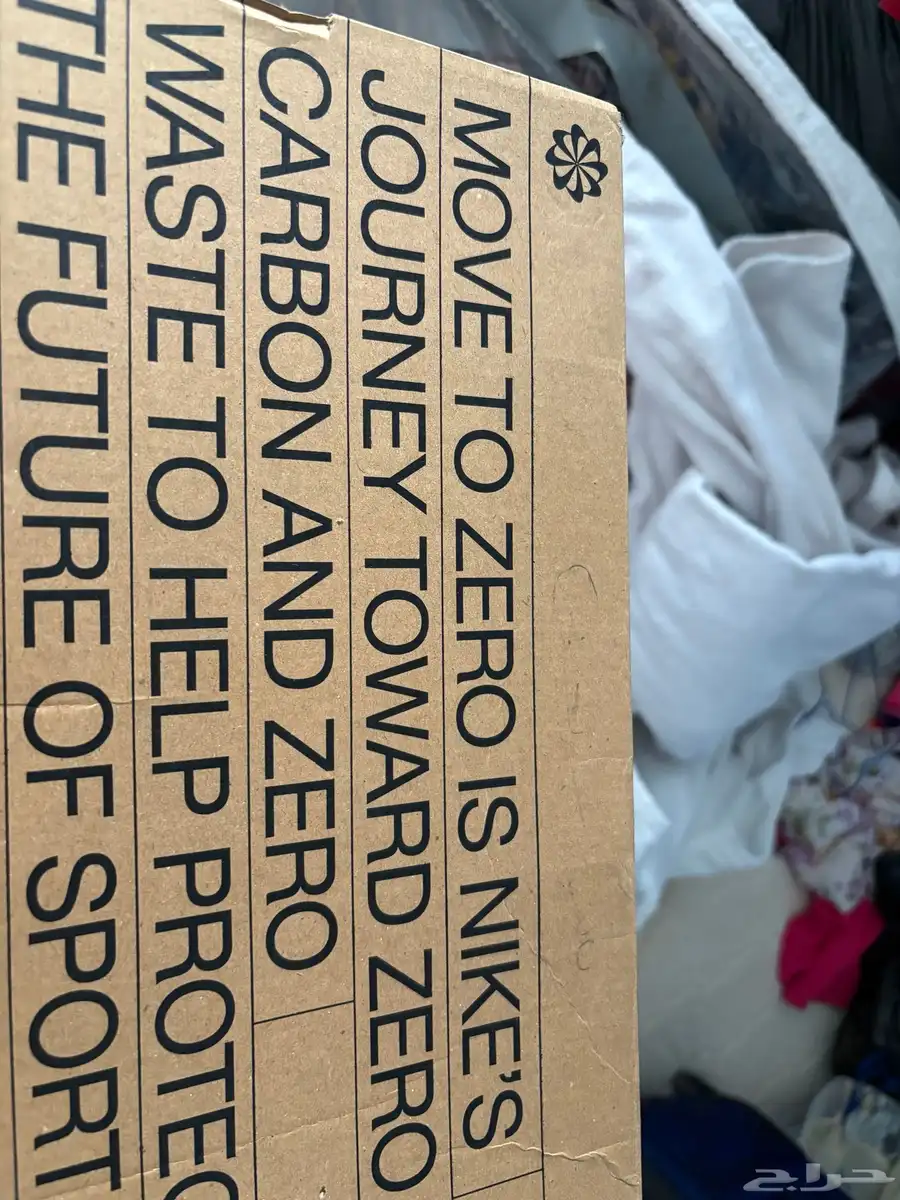 MOVE TO ZERO IS NIKE'S
JOURNEY TOWARD ZERO
CARBON AND ZERO
WASTE TO HELP PROTEC
THE FUTURE OF SPORT
حراج